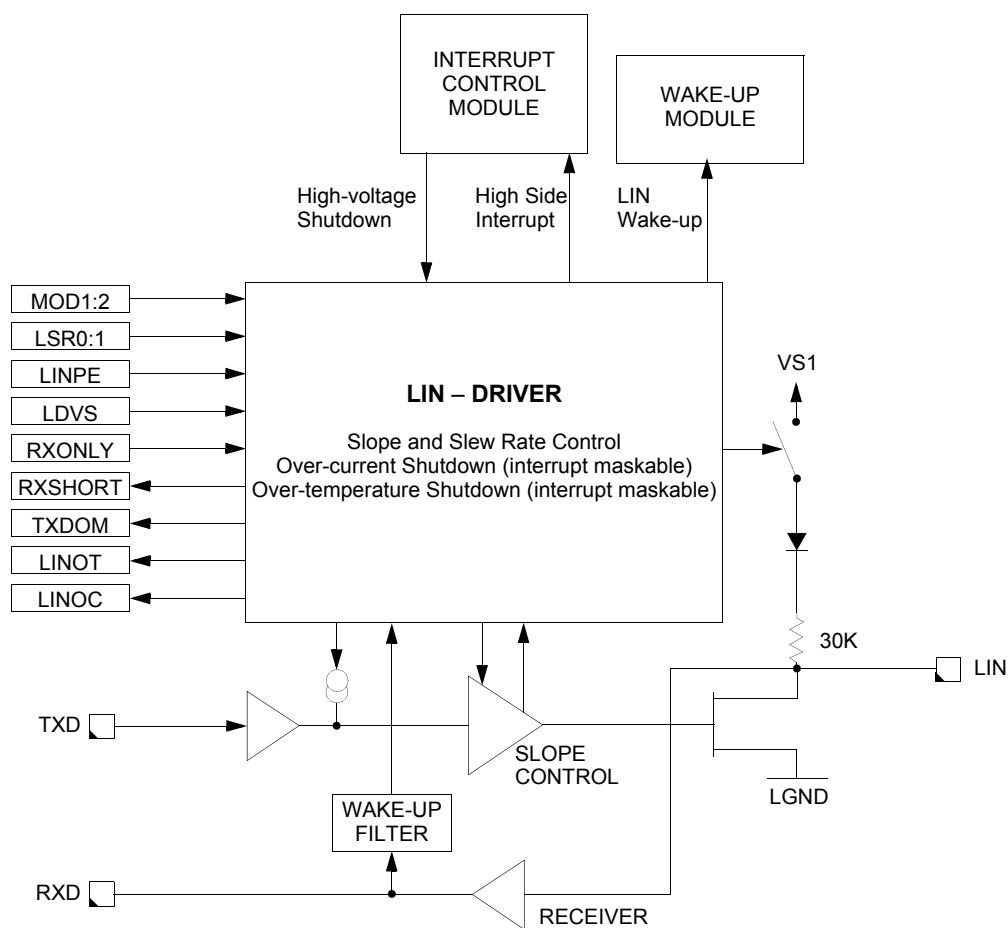 INTERRUPT
CONTROL
MODULE
WAKE-UP
MODULE
High-voltage
Shutdown
High Side
Interrupt
LIN
Wake-up
MOD1:2
LSR0:1
LINPE
LDVS
RXONLY
RXSHORT
TXDOM
LINOT
LINOC
LIN – DRIVER
Slope and Slew Rate Control
Over-current Shutdown (interrupt maskable)
Over-temperature Shutdown (interrupt maskable)
VS1
30K
LIN
TXD
SLOPE
CONTROL
LGND
WAKE-UP
FILTER
RXD
RECEIVER